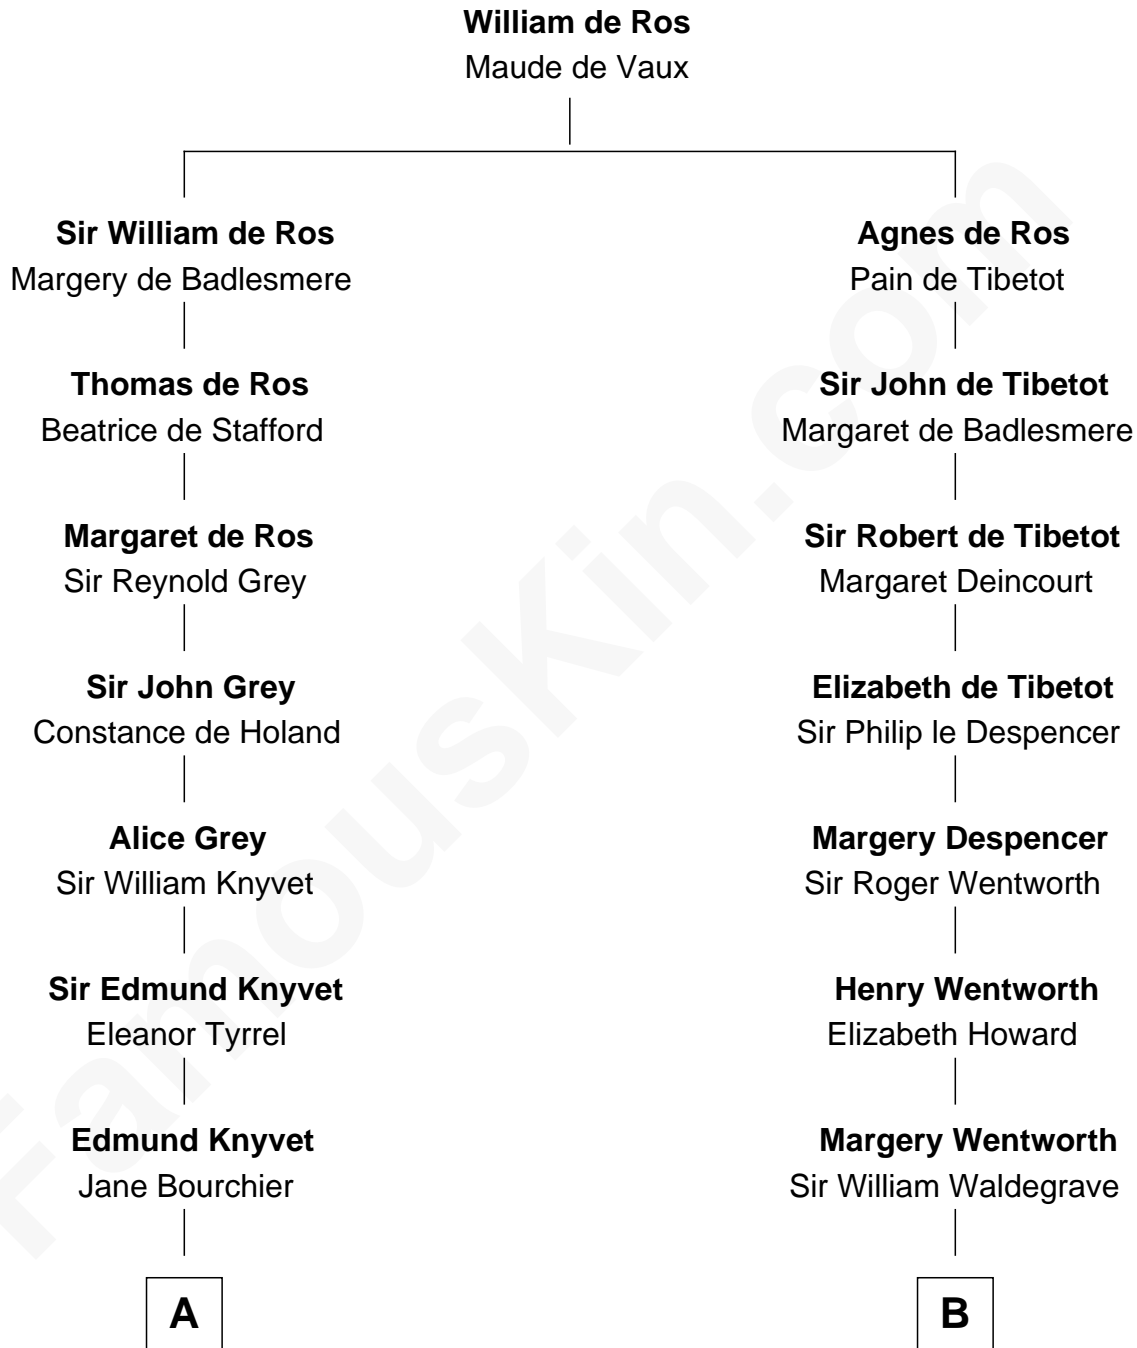 William de Ros
Maude de Vaux
Sir William de Ros
Margery de Badlesmere
Agnes de Ros
Pain de Tibetot
Thomas de Ros
Beatrice de Stafford
Sir John de Tibetot
Margaret de Badlesmere
Margaret de Ros
Sir Reynold Grey
Sir Robert de Tibetot
Margaret Deincourt
Sir John Grey
Constance de Holand
Elizabeth de Tibetot
Sir Philip le Despencer
Alice Grey
Sir William Knyvet
Margery Despencer
Sir Roger Wentworth
Sir Edmund Knyvet
Eleanor Tyrrel
Henry Wentworth
Elizabeth Howard
Edmund Knyvet
Jane Bourchier
Margery Wentworth
Sir William Waldegrave
A
B
FamousKin.com